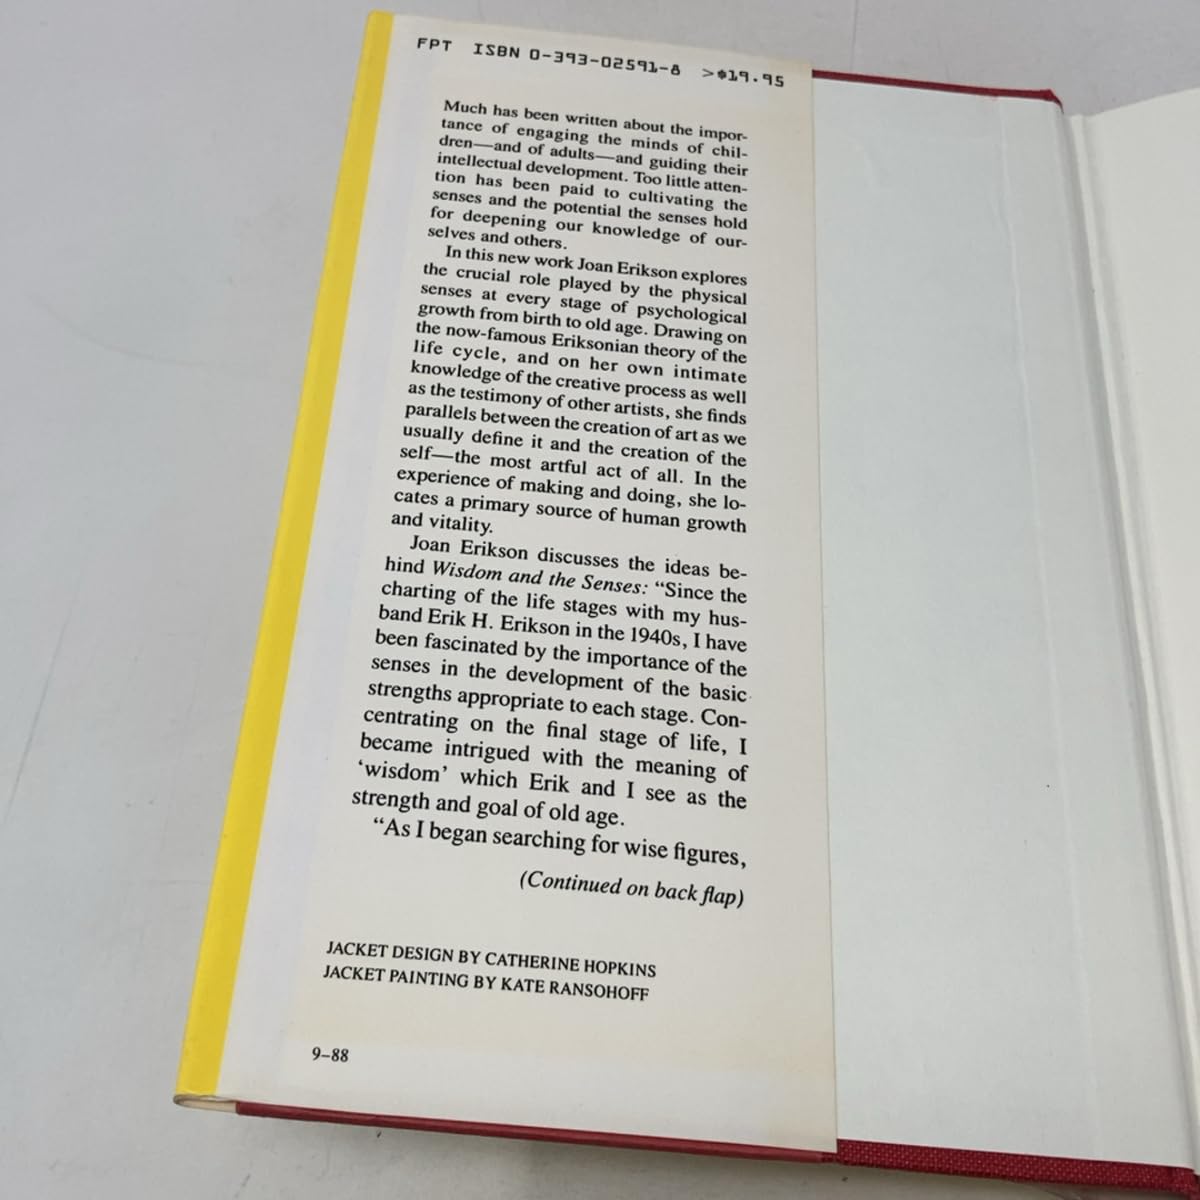 FPT ISBN 0-393-02591-8 >$19.95
Much has been written about the impor-
tance of engaging the minds of chil-
dren—and of adults—and guiding their
intellectual development. Too little atten-
tion has been paid to cultivating the
senses and the potential the senses hold
for deepening our knowledge of our-
selves and others.
In this new work Joan Erikson explores
the crucial role played by the physical
senses at every stage of psychological
growth from birth to old age. Drawing on
the now-famous Eriksonian theory of the
life cycle, and on her own intimate
knowledge of the creative process as well
as the testimony of other artists, she finds
parallels between the creation of art as we
usually define it and the creation of the
self—the most artful act of all. In the
experience of making and doing, she lo-
cates a primary source of human growth
and vitality.
Joan Erikson discusses the ideas be-
hind Wisdom and the Senses: “Since the
charting of the life stages with my hus-
band Erik H. Erikson in the 1940s, I have
been fascinated by the importance of the
senses in the development of the basic
strengths appropriate to each stage. Con-
centrating on the final stage of life, I
became intrigued with the meaning of
‘wisdom’ which Erik and I see as the
strength and goal of old age.
“As I began searching for wise figures,
(Continued on back flap)
JACKET DESIGN BY CATHERINE HOPKINS
JACKET PAINTING BY KATE RANSOHOFF
9–88